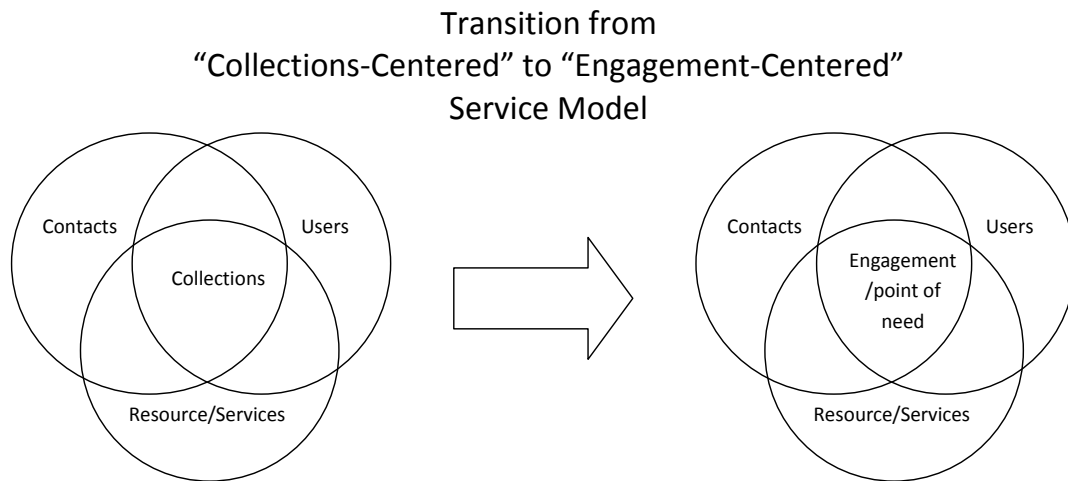 Transition from
“Collections-Centered” to “Engagement-Centered”
Service Model
Contacts
Users
Collections
Resource/Services
Contacts
Users
Engagement
/point of
need
Resource/Services